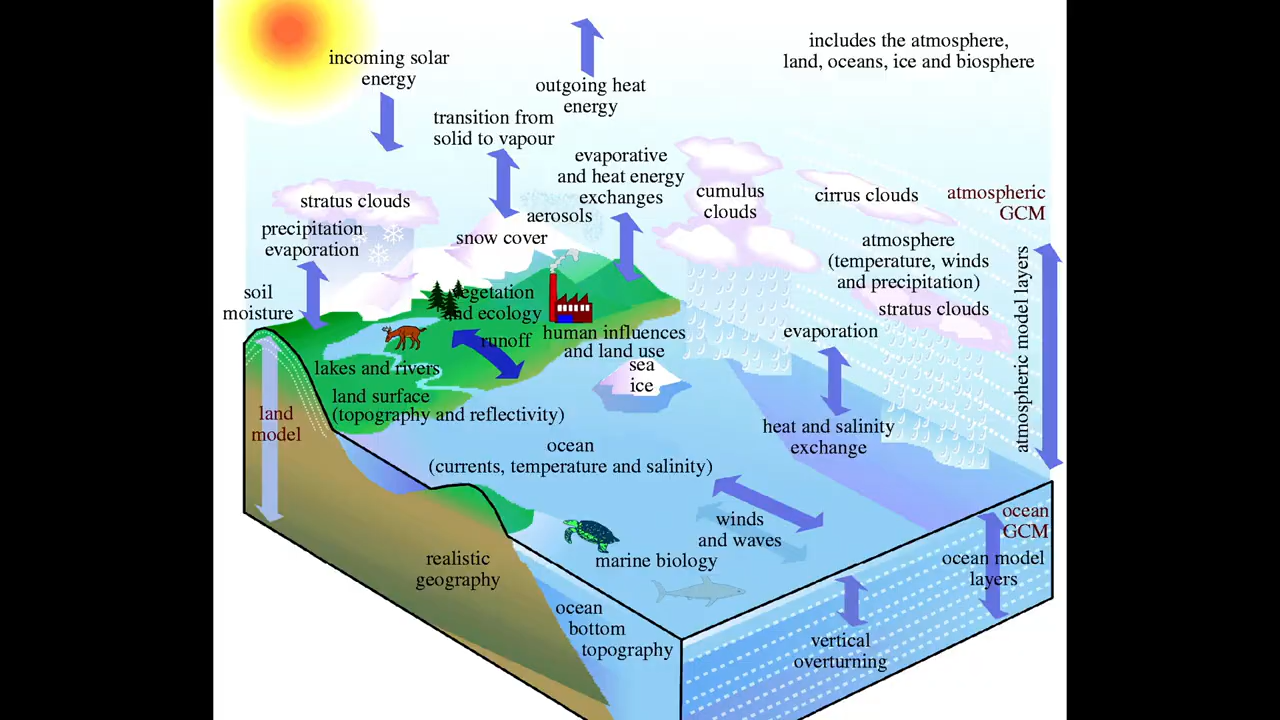 includes the atmosphere,
land, oceans, ice and biosphere
incoming solar
energy
outgoing heat
energy
transition from
solid to vapour
evaporative
and heat energy
exchanges
stratus clouds
cumulus
clouds
cirrus clouds
atmospheric
GCM
aerosols
snow cover
precipitation
evaporation
atmosphere
(temperature, winds
and precipitation)
atmospheric model layers
soil
moisture
vegetation
and ecology
stratus clouds
human influences
and land use
evaporation
runoff
sea
ice
lakes and rivers
land surface
(topography and reflectivity)
land
model
heat and salinity
exchange
ocean
(currents, temperature and salinity)
winds
and waves
ocean
GCM
ocean model
layers
realistic
geography
marine biology
ocean
bottom
topography
vertical
overturning